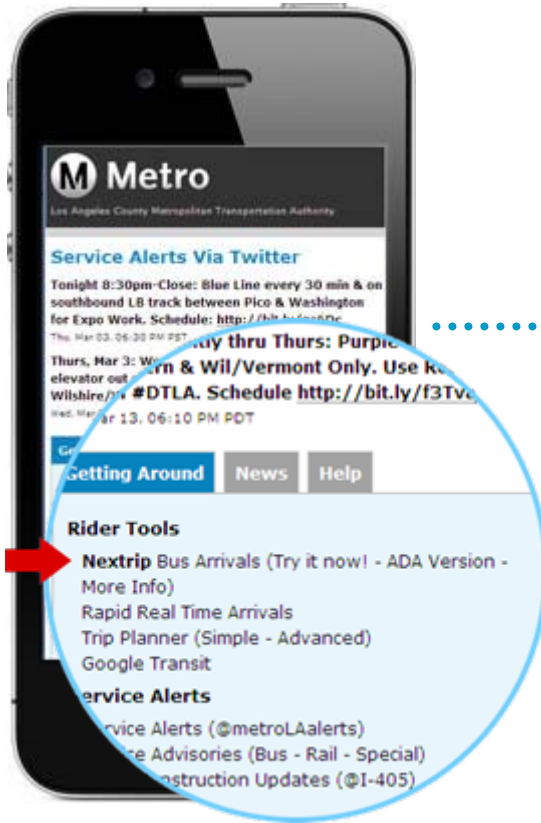 M Metro
Los Angeles County Metropolitan Transportation Authority
Service Alerts Via Twitter
Tonight 8:30pm-Close: Blue Line every 30 min & on
southbound LB track between Pico & Washington
for Expo Work. Schedule:
Thu, Mar 03, 06:30 PM PST
Thurs, Mar 3:
elevator out
Wilshire/
thru Thurs: Purple
& Wil/Vermont Only. Use
#DTLA. Schedule http://bit.ly/f3Tv
13, 06:10 PM PDT
Getting Around News Help
Rider Tools
Nextrip Bus Arrivals (Try it now! - ADA Version -
More Info)
Rapid Real Time Arrivals
Trip Planner (Simple - Advanced)
Google Transit
Service Alerts
Service Alerts (@metroLAalerts)
Advisories (Bus - Rail - Special)
Construction Updates (@I-405)